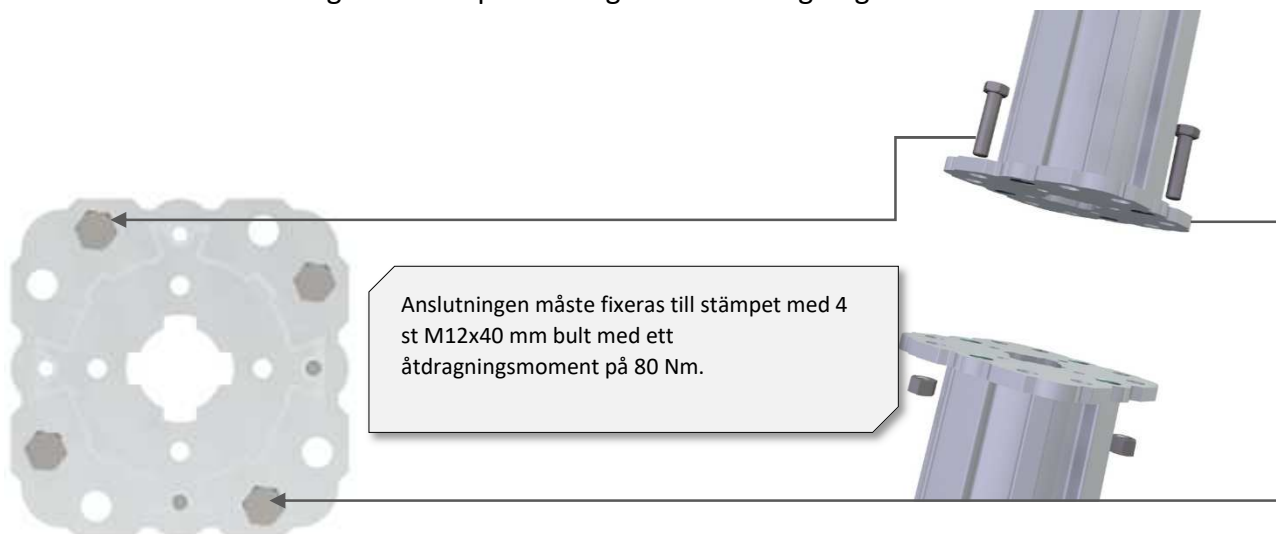 Anslutningen måste fixeras till stämpet med 4
st M12x40 mm bult med ett
åtdragningsmoment på 80 Nm.